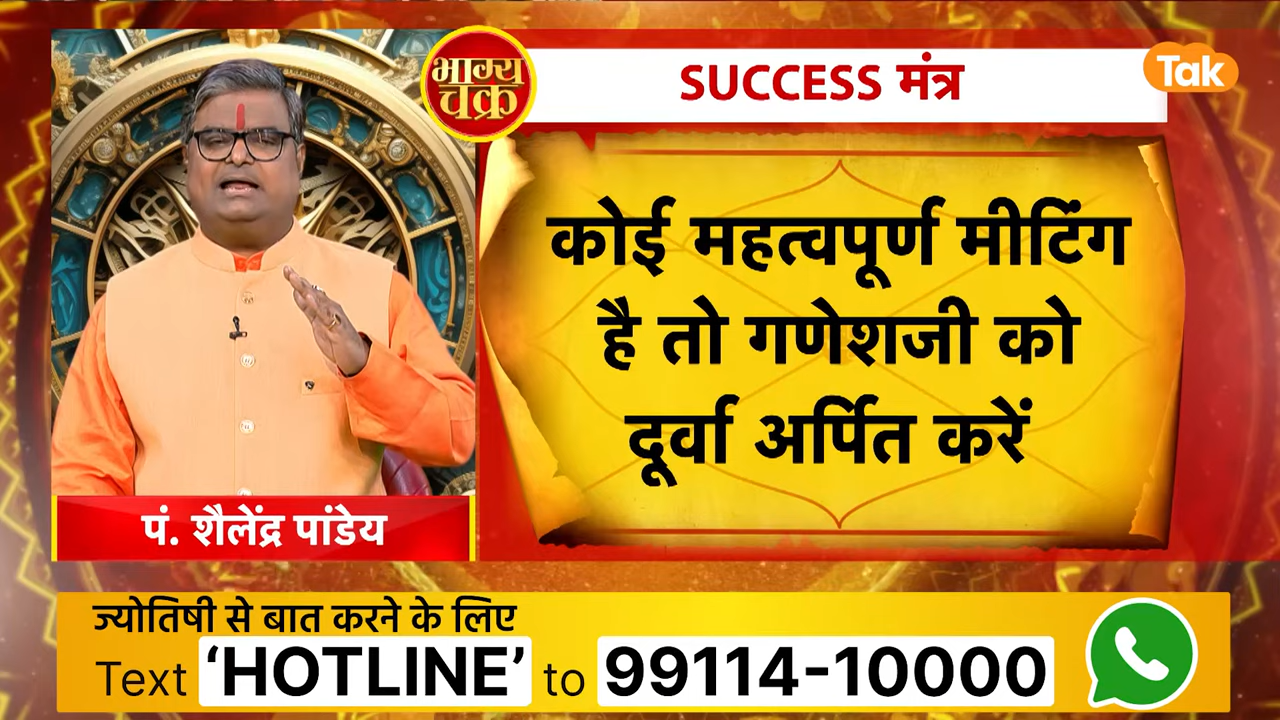 भाग्य
चक्र
SUCCESS मंत्र
Tak
कोई महत्वपूर्ण मीटिंग
है तो गणेशजी को
दूर्वा अर्पित करें
पं. शैलेंद्र पांडेय
ज्योतिषी से बात करने के लिए
Text ‘HOTLINE’ to 99114-10000